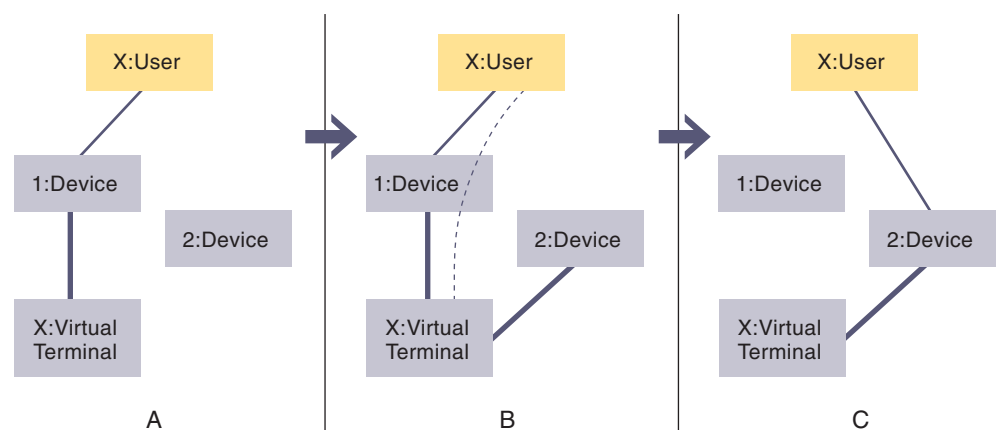 X:User
1:Device
2:Device
X:Virtual
Terminal
A
X:User
1:Device
2:Device
X:Virtual
Terminal
B
X:User
1:Device
2:Device
X:Virtual
Terminal
C